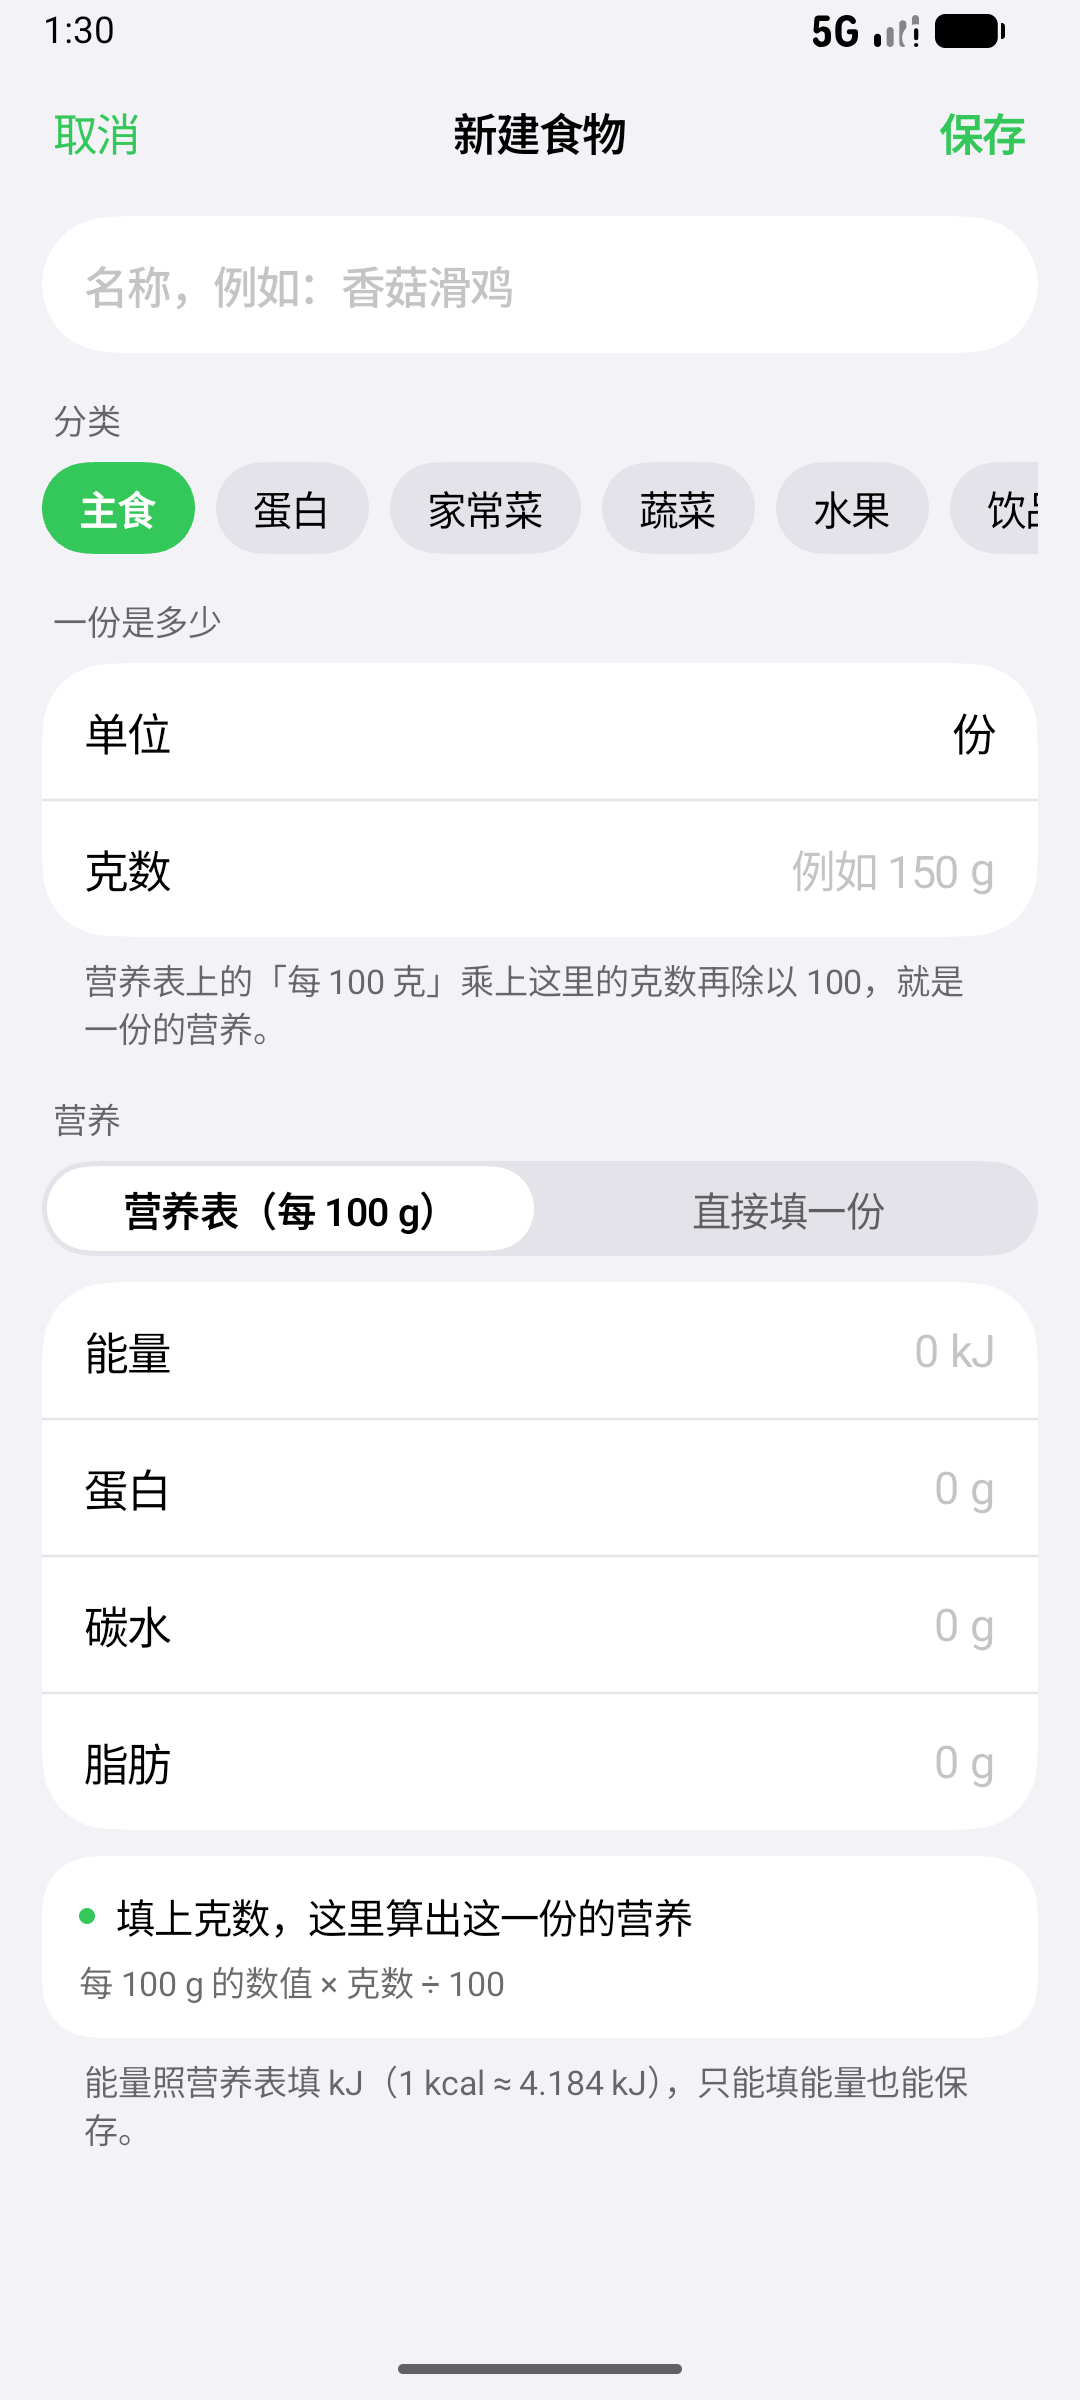 1:30
5G
取消
新建食物
保存
名称，例如：香菇滑鸡
分类
主食
蛋白
家常菜
蔬菜
水果
饮
一份是多少
单位
份
克数
例如 150 g
营养表上的「每 100 克」乘上这里的克数再除以 100，就是
一份的营养。
营养
营养表（每 100 g）
直接填一份
能量
0 kJ
蛋白
0 g
碳水
0 g
脂肪
0 g
填上克数，这里算出这一份的营养
每 100 g 的数值 × 克数 ÷ 100
能量照营养表填 kJ（1 kcal ≈ 4.184 kJ），只能填能量也能保
存。